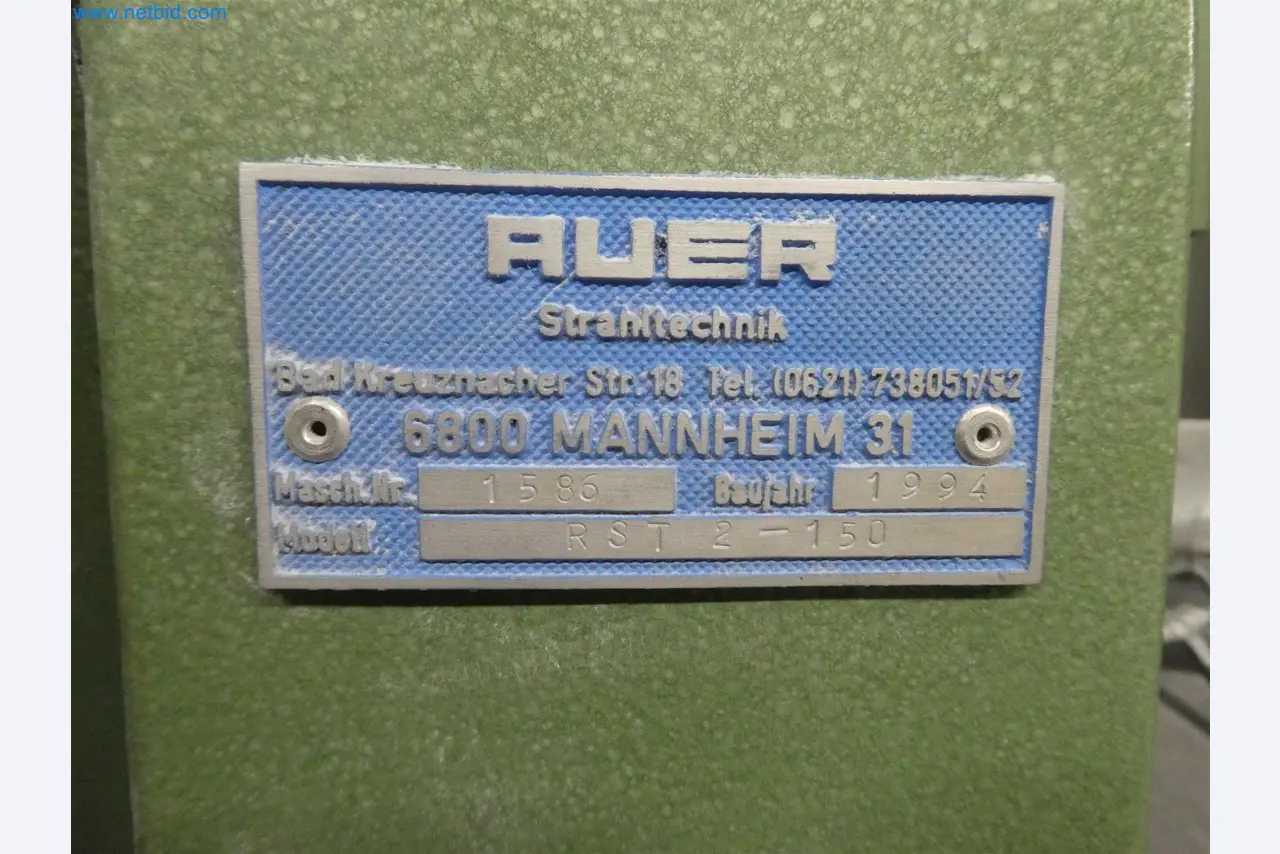 www.netbid.com
AUER
Strahltechnik
Bad Kreuznacher Str. 18 Tel. (0621) 738051/52
6800 MANNHEIM 31
Masch.Nr. 1586 Baujahr 1994
Modell RST 2-150